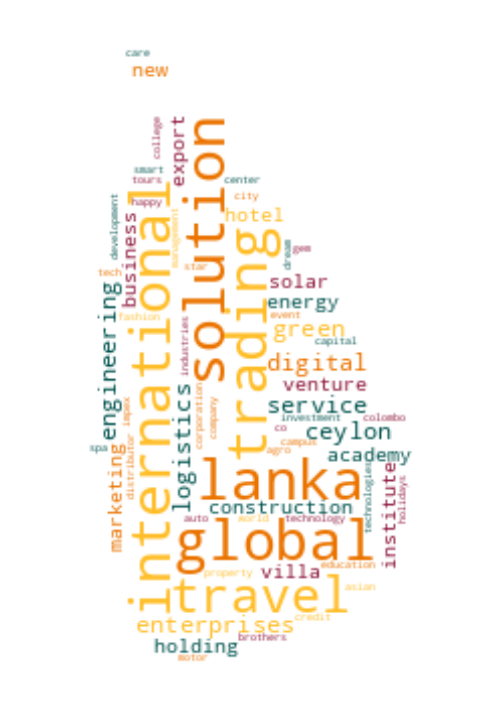 care
new
college
export
solution
smart
tours
center
happy
international
city
development
business
management
hotel
trading
dream
gem
star
tech
solar
engineering
energy
fashion
event
industries
green
capital
digital
venture
logistics
corporation
company
impex
service
investment
colombo
co
ceylon
distributor
campus
spa
agro
academy
marketing
lanka
technologies
institute
holidays
construction
auto
world
technology
global
education
property
villa
travel
asian
enterprises
credit
brothers
holding
motor